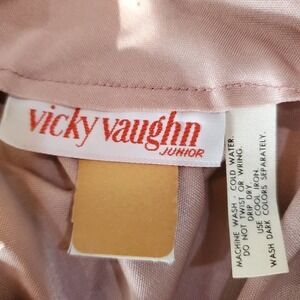 vicky vaughn
JUNIOR
MACHINE WASH - COLD WATER.
DO NOT TWIST OR WRING.
DRIP DRY.
USE COOL IRON.
WASH DARK COLORS SEPARATELY.